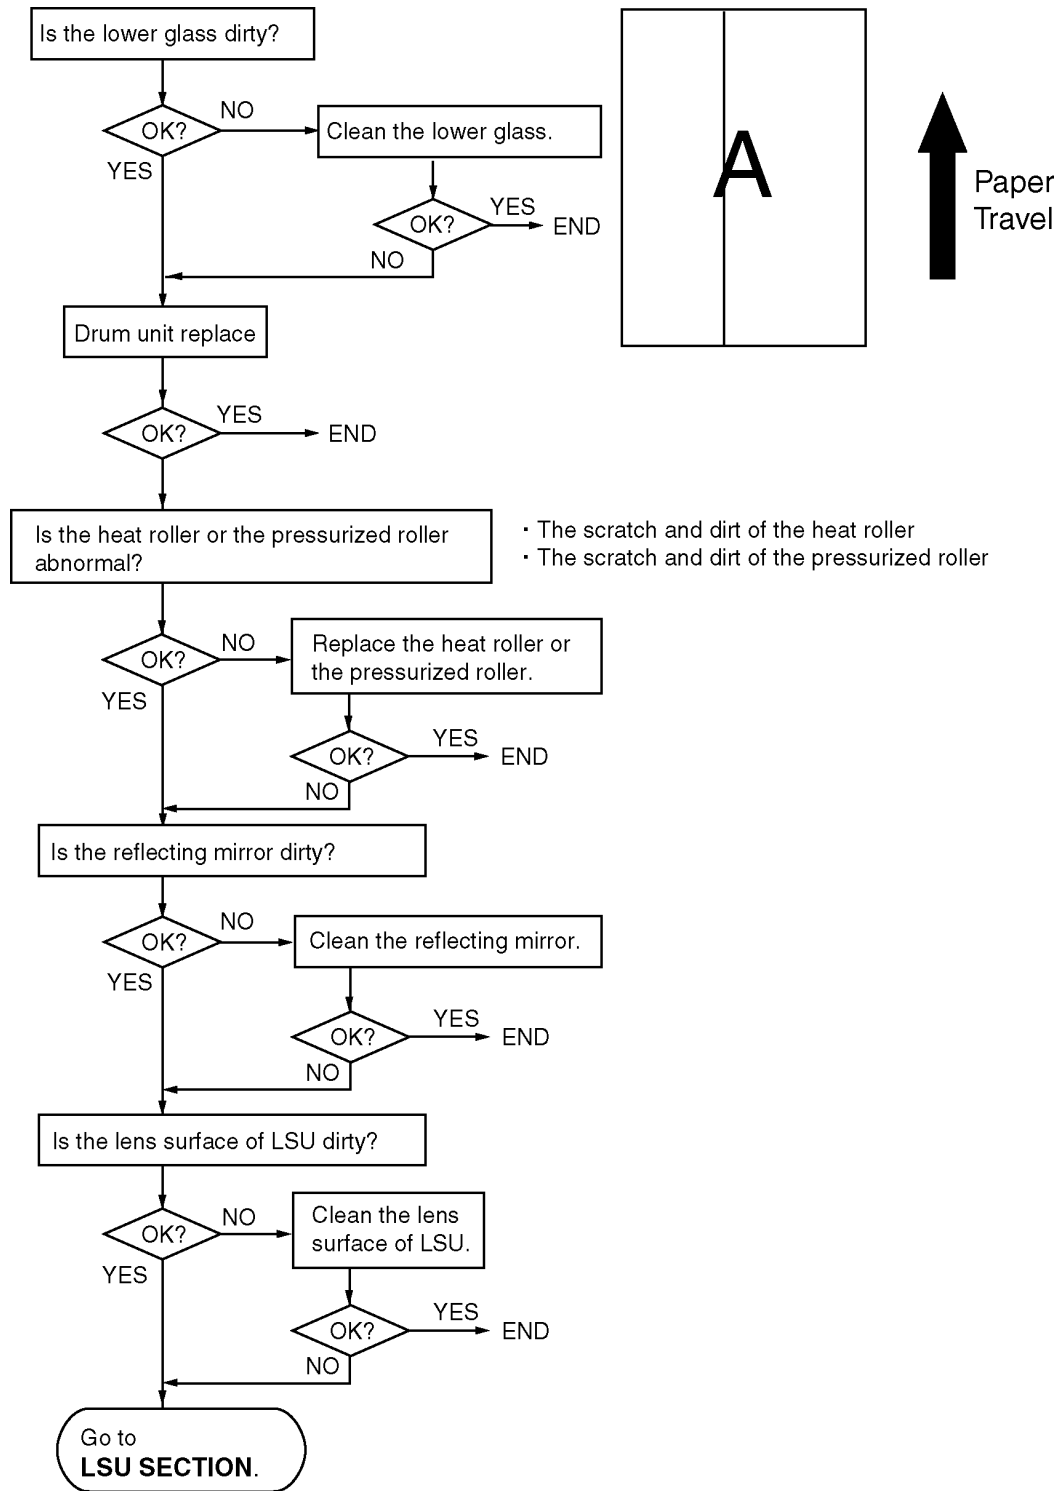 Is the lower glass dirty?
OK?
NO
Clean the lower glass.
YES
OK?
YES
END
NO
A
Paper
Travel
Drum unit replace
OK?
YES
END
Is the heat roller or the pressurized roller
abnormal?
· The scratch and dirt of the heat roller
· The scratch and dirt of the pressurized roller
OK?
NO
Replace the heat roller or
the pressurized roller.
YES
OK?
YES
END
NO
Is the reflecting mirror dirty?
OK?
NO
Clean the reflecting mirror.
YES
OK?
YES
END
NO
Is the lens surface of LSU dirty?
OK?
NO
Clean the lens
surface of LSU.
YES
OK?
YES
END
NO
Go to
LSU SECTION.